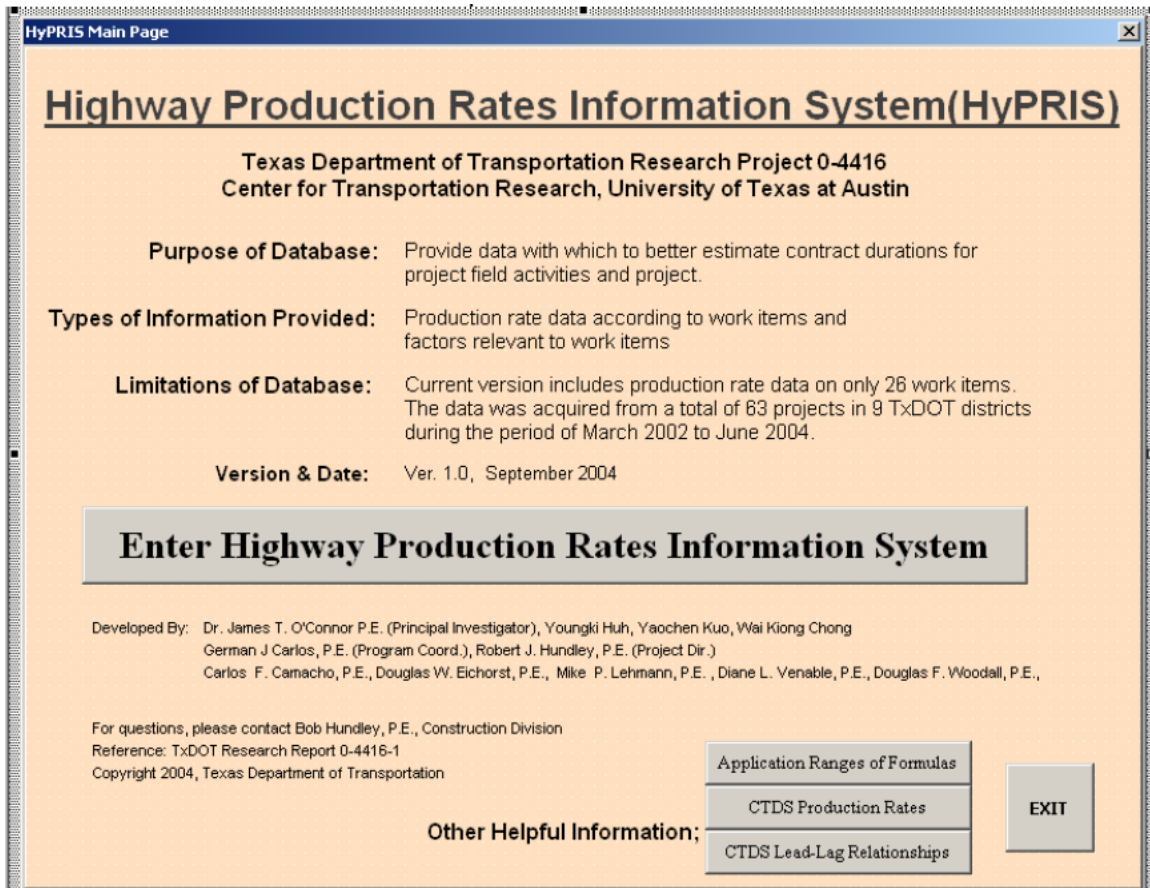 HyPRIS Main Page
Highway Production Rates Information System(HyPRIS)
Texas Department of Transportation Research Project 0-4416
Center for Transportation Research, University of Texas at Austin
Purpose of Database: Provide data with which to better estimate contract durations for
project field activities and project.
Types of Information Provided: Production rate data according to work items and
factors relevant to work items
Limitations of Database: Current version includes production rate data on only 26 work items.
The data was acquired from a total of 63 projects in 9 TxDOT districts
during the period of March 2002 to June 2004.
Version & Date: Ver. 1.0, September 2004
Enter Highway Production Rates Information System
Developed By: Dr. James T. O'Connor P.E. (Principal Investigator), Youngki Huh, Yaochen Kuo, Wai Kiong Chong
German J Carlos, P.E. (Program Coord.), Robert J. Hundley, P.E. (Project Dir.)
Carlos F. Camacho, P.E., Douglas W. Eichorst, P.E., Mike P. Lehmann, P.E. , Diane L. Venable, P.E., Douglas F. Woodall, P.E.,
For questions, please contact Bob Hundley, P.E., Construction Division
Reference: TxDOT Research Report 0-4416-1
Copyright 2004, Texas Department of Transportation
Other Helpful Information;
Application Ranges of Formulas
CTDS Production Rates
CTDS Lead-Lag Relationships
EXIT